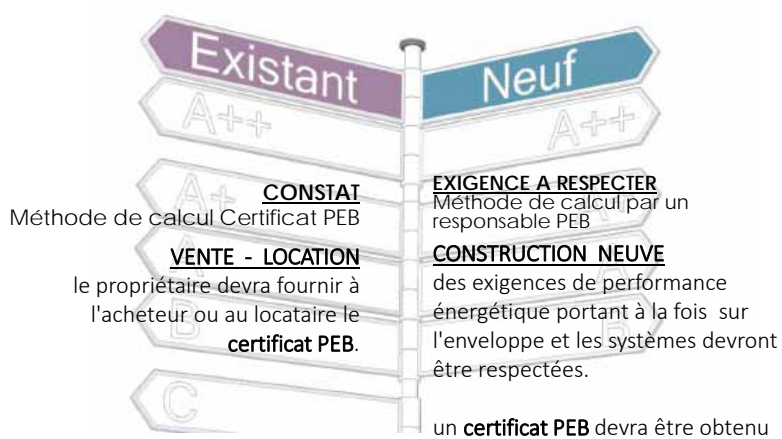 Existant
Neuf
A++
A++
A+
CONSTAT
Méthode de calcul Certificat PEB
VENTE - LOCATION
le propriétaire devra fournir à
l'acheteur ou au locataire le
certificat PEB.
B
C
EXIGENCE A RESPECTER
Méthode de calcul par un
responsable PEB
CONSTRUCTION NEUVE
des exigences de performance
énergétique portant à la fois sur
l'enveloppe et les systèmes devront
être respectées.
B
un certificat PEB devra être obtenu